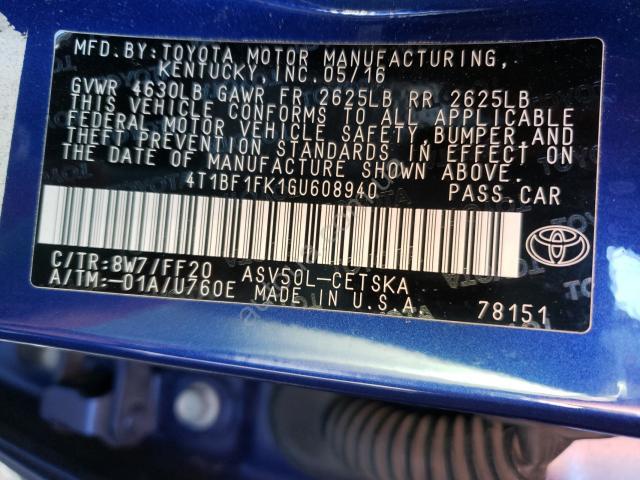 MFD. BY: TOYOTA MOTOR MANUFACTURING,
KENTUCKY, INC. 05/16
GVWR 4630LB GAWR FR 2625LB RR 2625LB
THIS VEHICLE CONFORMS TO ALL APPLICABLE
FEDERAL MOTOR VEHICLE SAFETY, BUMPER AND
THEFT PREVENTION STANDARDS IN EFFECT ON
THE DATE OF MANUFACTURE SHOWN ABOVE.
4T1BF1FK1GU608940 PASS. CAR
C/TR: 8W7/FF20 ASV50L-CETSKA
A/TM:-01A/U760E MADE IN U.S.A. 78151
TOYOTA